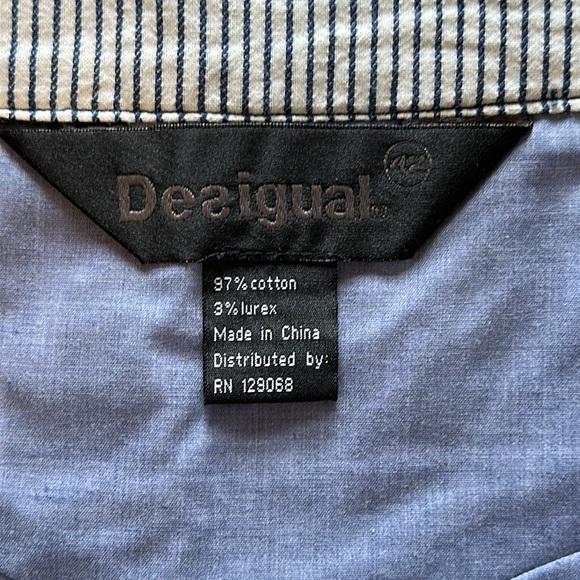 Desigual
42
97% cotton
3% lurex
Made in China
Distributed by:
RN 129068